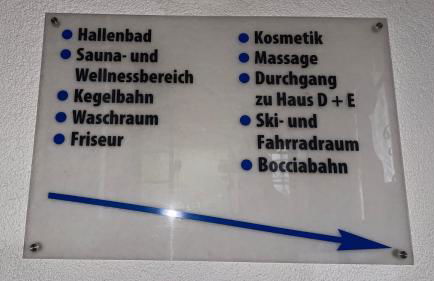 Hallenbad
Sauna- und
Wellnessbereich
Kegelbahn
Waschraum
Friseur
Kosmetik
Massage
Durchgang
zu Haus D + E
Ski- und
Fahrradraum
Bocciabahn